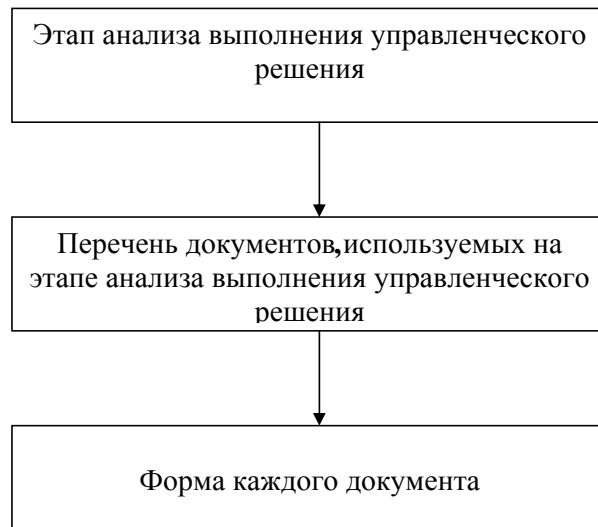 Этап анализа выполнения управленческого
решения
Перечень документов,используемых на
этапе анализа выполнения управленческого
решения
Форма каждого документа